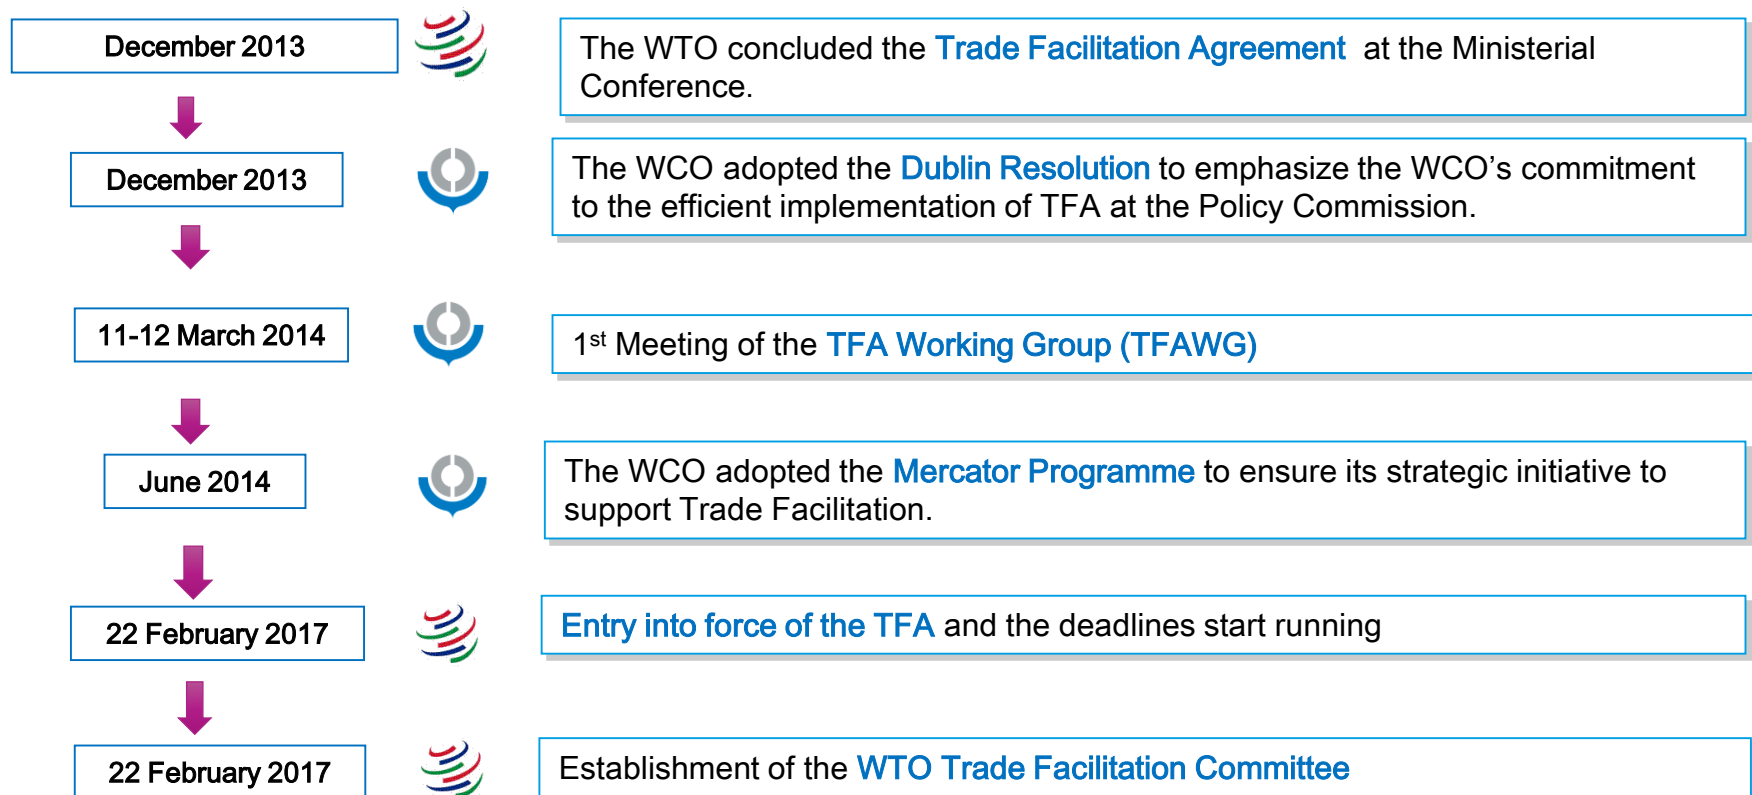 December 2013
The WTO concluded the Trade Facilitation Agreement at the Ministerial
Conference.
December 2013
The WCO adopted the Dublin Resolution to emphasize the WCO’s commitment
to the efficient implementation of TFA at the Policy Commission.
11-12 March 2014
1st Meeting of the TFA Working Group (TFAWG)
June 2014
The WCO adopted the Mercator Programme to ensure its strategic initiative to
support Trade Facilitation.
22 February 2017
Entry into force of the TFA and the deadlines start running
22 February 2017
Establishment of the WTO Trade Facilitation Committee